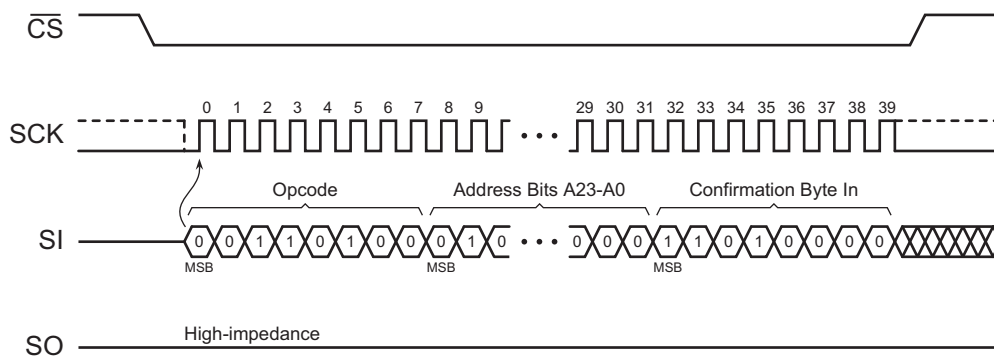 CS
0 1 2 3 4 5 6 7 8 9 29 30 31 32 33 34 35 36 37 38 39
SCK
• • •
Opcode Address Bits A23-A0 Confirmation Byte In
SI 0 0 1 1 0 1 0 0 0 1 0 • • • 0 0 0 1 1 0 1 0 0 0 0
MSB MSB MSB
High-impedance
SO